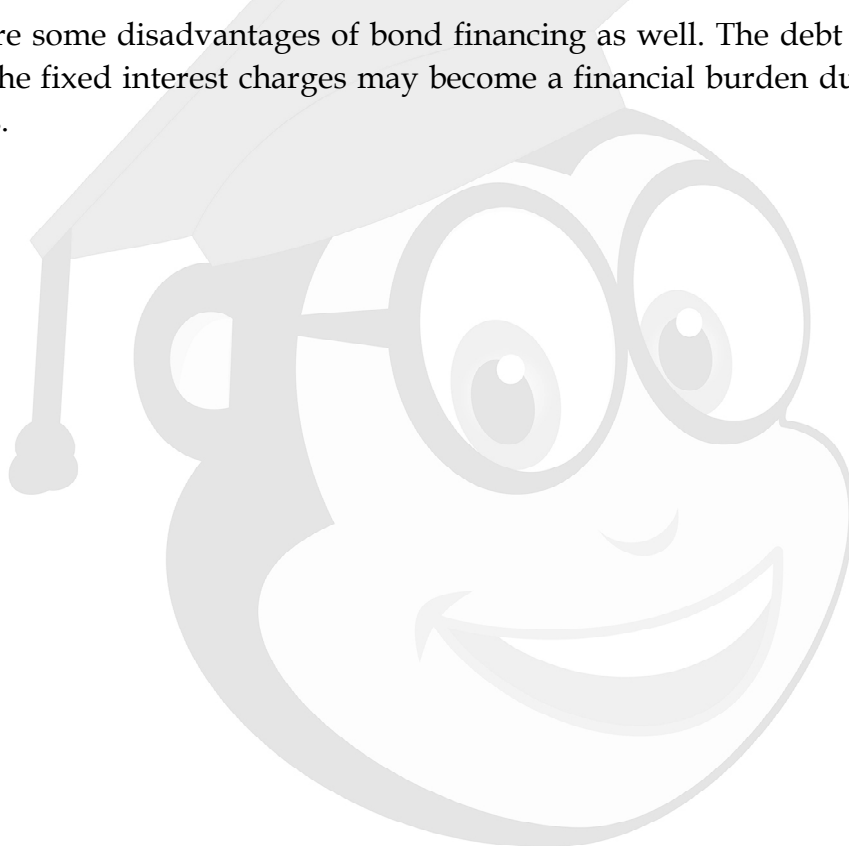 re some disadvantages of bond financing as well. The debt
he fixed interest charges may become a financial burden du
.